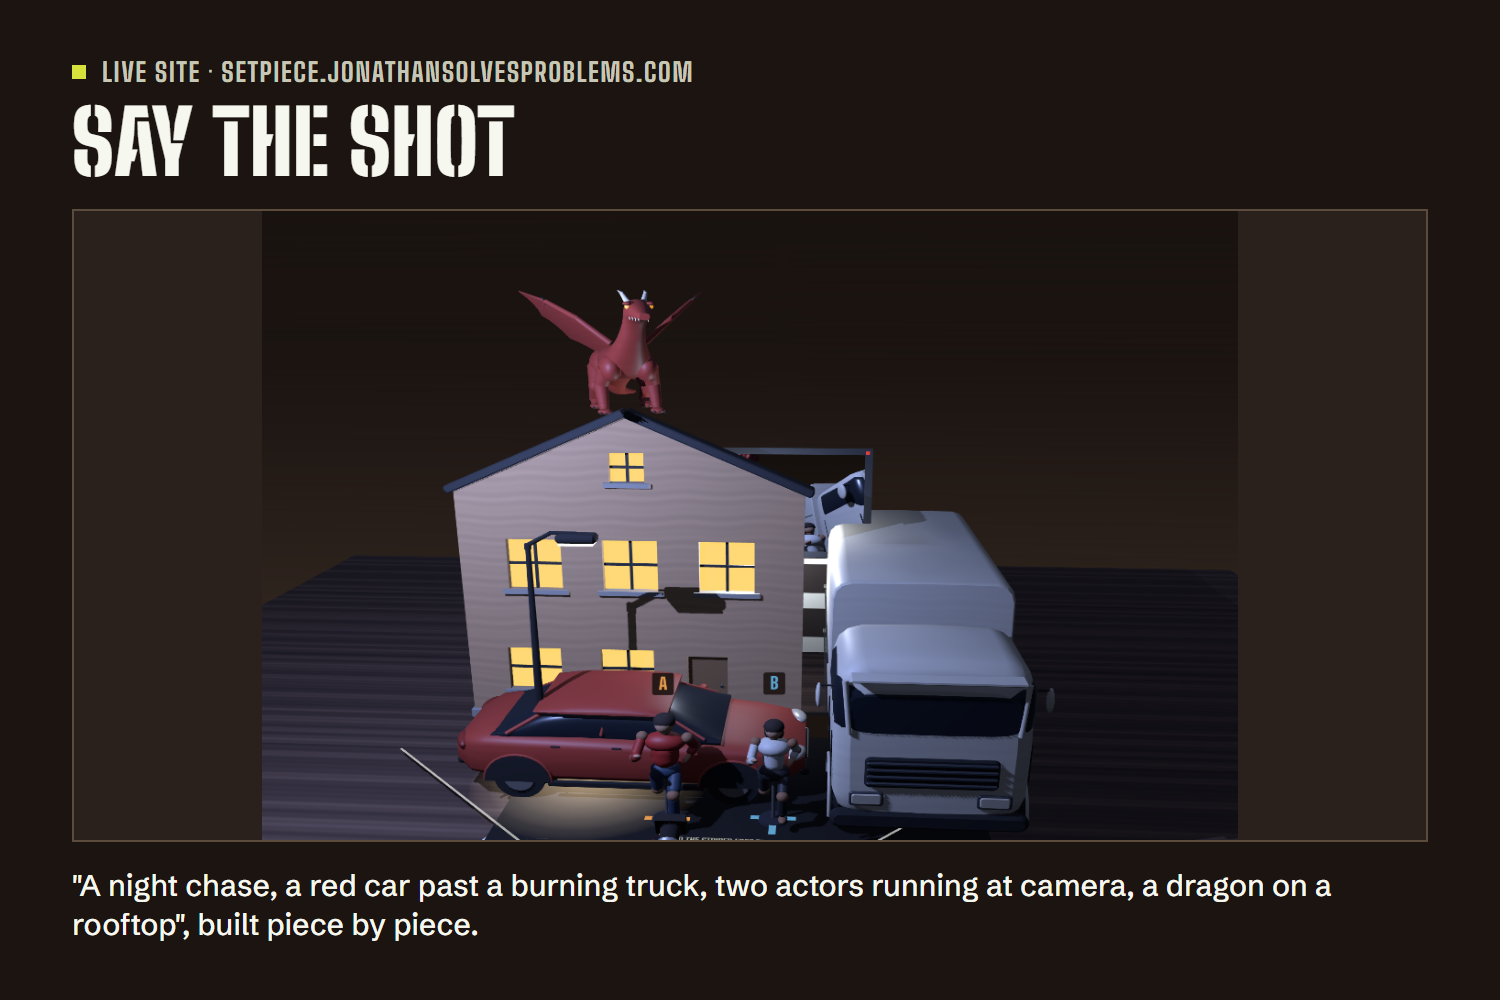 LIVE SITE · SETPIECE.JONATHANSOLVESPROBLEMS.COM
SAY THE SHOT
A
B
"A night chase, a red car past a burning truck, two actors running at camera, a dragon on a
rooftop", built piece by piece.